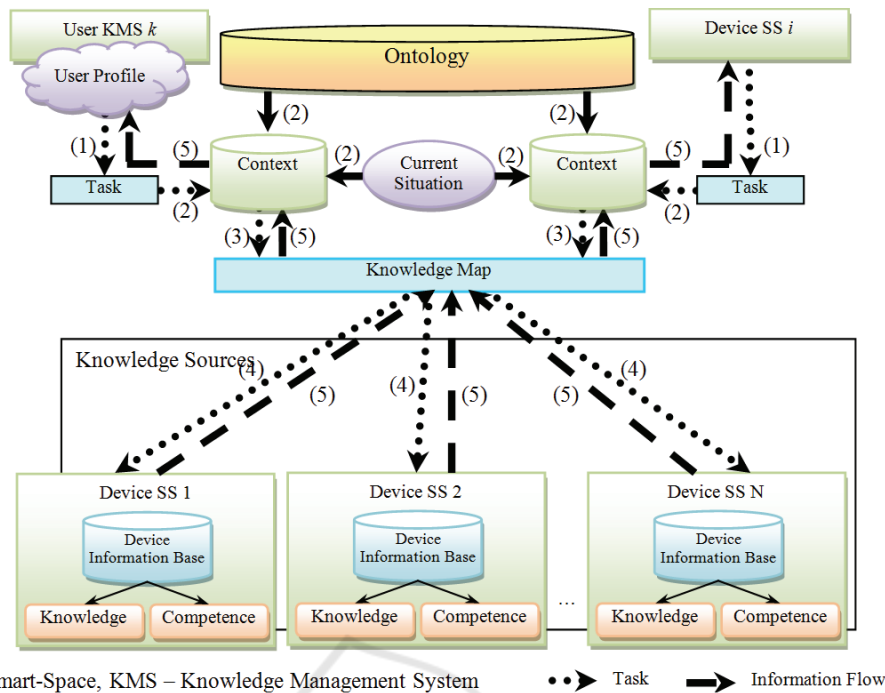 User KMS k
User Profile
Ontology
Device SS i
(2)
(2)
(1)
(5)
Context
(2)
Current
Situation
(2)
Context
(5)
(1)
Task
(2)
(2)
Task
(3)
(5)
(3)
(5)
Knowledge Map
Knowledge Sources
(4)
(5)
(4)
(5)
(5)
(4)
Device SS 1
Device
Information Base
Knowledge
Competence
Device SS 2
Device
Information Base
Knowledge
Competence
...
Device SS N
Device
Information Base
Knowledge
Competence
mart-Space, KMS – Knowledge Management System
Task
Information Flow